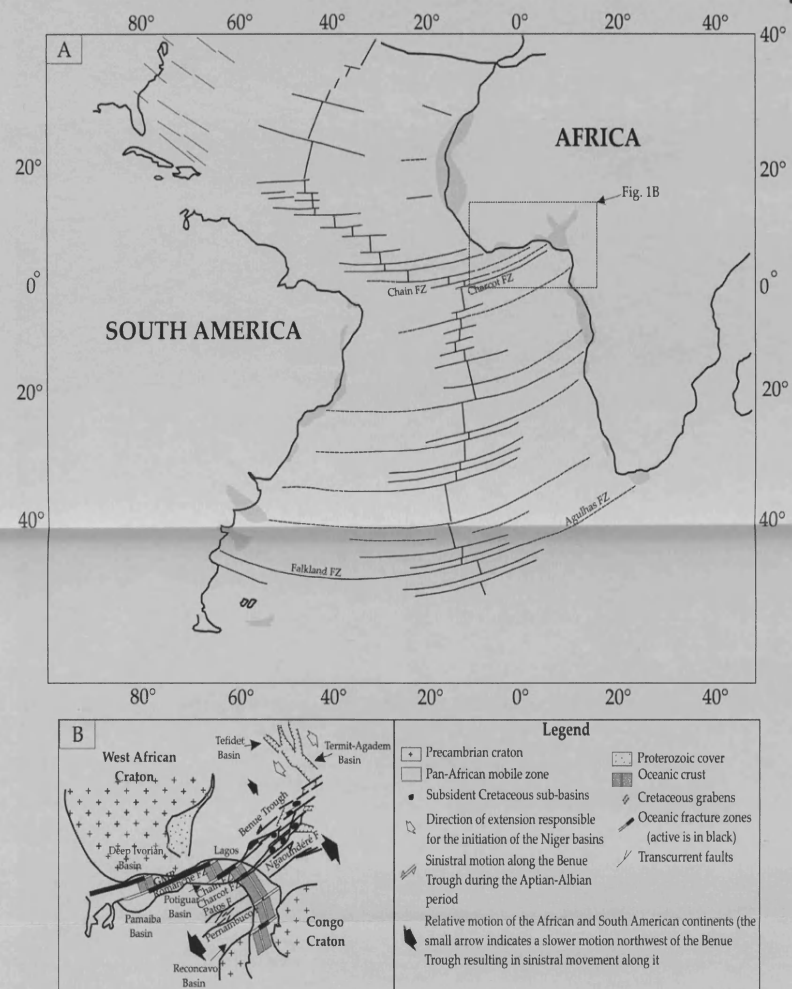 80° 60° 40° 20° 0° 20° 40°
A
40°
AFRICA
20°
20°
Fig. 1B
0°
0°
Chain FZ
Charcot FZ
SOUTH AMERICA
20°
20°
40°
40°
Agulhas FZ
Falkland FZ
80° 60° 40° 20° 0° 20° 40°
B
Tefidet
Basin
Termit-Agadem
Basin
West African
Craton
Benue Trough
Deep Ivorian
Basin
Lagos
Ngaoundéré F
Romanche FZ
Chain FZ
Charcot FZ
Potiguar
Basin
Patos F
Pernambuco F
Pamaiba
Basin
Congo
Craton
Reconcavo
Basin
Legend
Precambrian craton
Pan-African mobile zone
Subsident Cretaceous sub-basins
Direction of extension responsible
for the initiation of the Niger basins
Sinistral motion along the Benue
Trough during the Aptian-Albian
period
Proterozoic cover
Oceanic crust
Cretaceous grabens
Oceanic fracture zones
(active is in black)
Transcurrent faults
Relative motion of the African and South American continents (the
small arrow indicates a slower motion northwest of the Benue
Trough resulting in sinistral movement along it